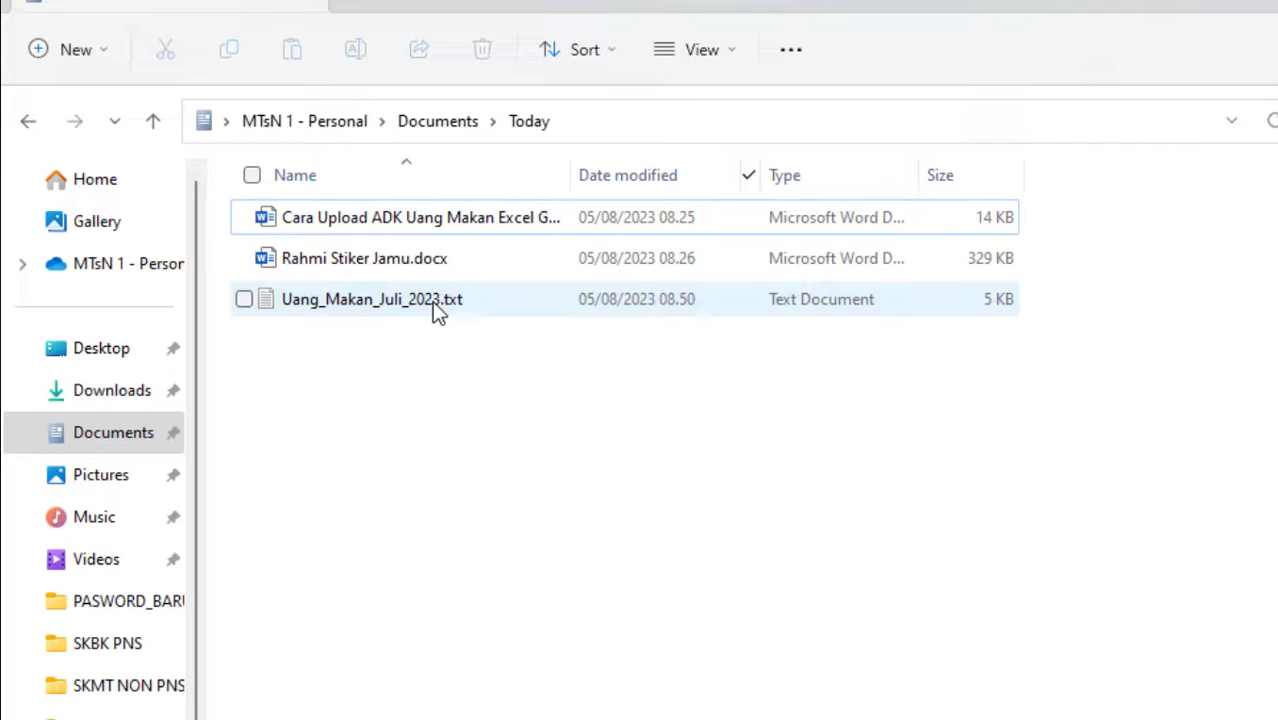 New
Sort
View
MTsN 1 - Personal > Documents > Today
Name Date modified Type Size
Cara Upload ADK Uang Makan Excel G... 05/08/2023 08.25 Microsoft Word D... 14 KB
Rahmi Stiker Jamu.docx 05/08/2023 08.26 Microsoft Word D... 329 KB
Uang_Makan_Juli_2023.txt 05/08/2023 08.50 Text Document 5 KB
Home
Gallery
MTsN 1 - Person
Desktop
Downloads
Documents
Pictures
Music
Videos
PASWORD_BARU
SKBK PNS
SKMT NON PNS